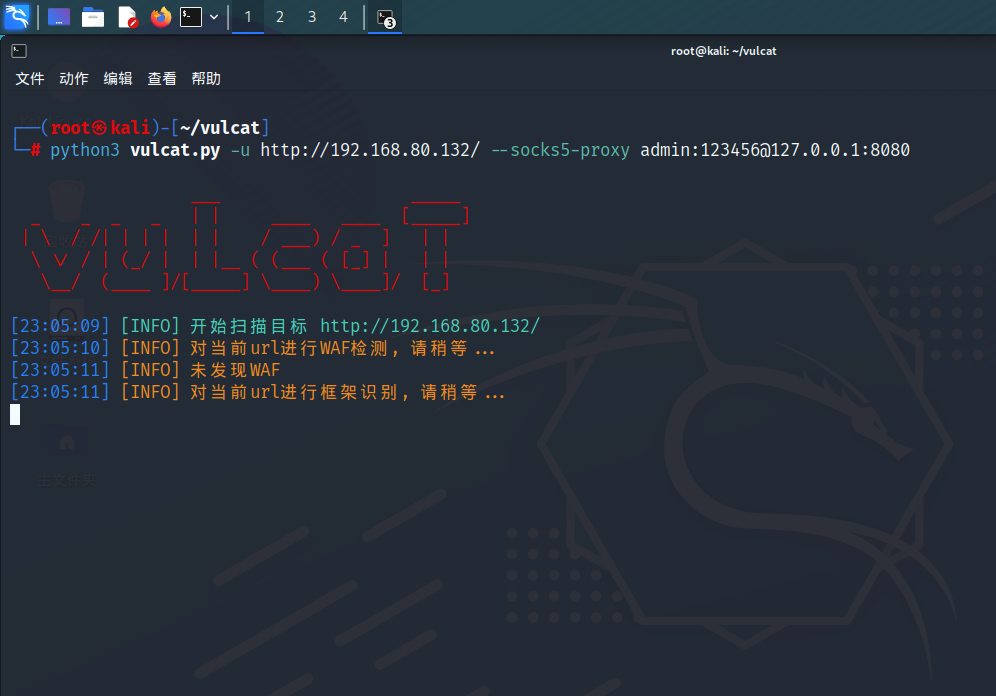 1 2 3 4 3
root@kali: ~/vulcat
文件 动作 编辑 查看 帮助
┌──(root㉿kali)-[~/vulcat]
└─# python3 vulcat.py -u http://192.168.80.132/ --socks5-proxy admin:123456@127.0.0.1:8080
vulcat
[23:05:09] [INFO] 开始扫描目标 http://192.168.80.132/
[23:05:10] [INFO] 对当前url进行WAF检测, 请稍等...
[23:05:11] [INFO] 未发现WAF
[23:05:11] [INFO] 对当前url进行框架识别, 请稍等...
主文件夹